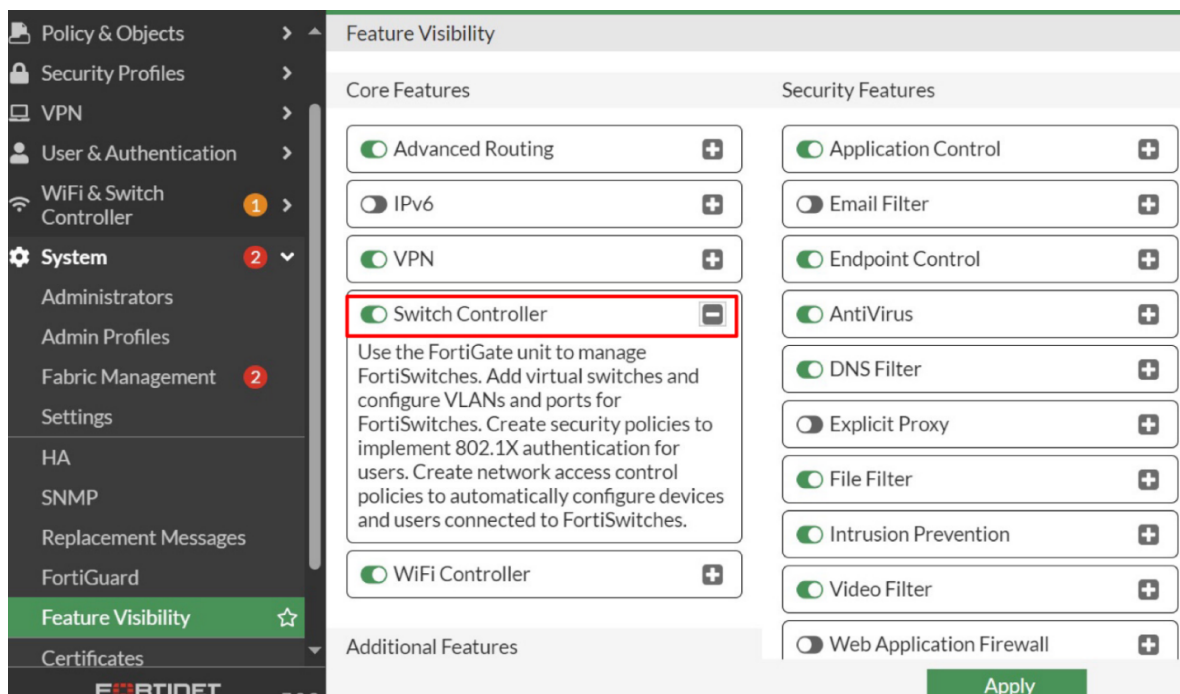 Policy & Objects
Security Profiles
VPN
User & Authentication
WiFi & Switch
Controller
1
System
2
Administrators
Admin Profiles
Fabric Management
2
Settings
HA
SNMP
Replacement Messages
FortiGuard
Feature Visibility
Certificates
Feature Visibility
Core Features
Advanced Routing
IPv6
VPN
Switch Controller
Use the FortiGate unit to manage
FortiSwitches. Add virtual switches and
configure VLANs and ports for
FortiSwitches. Create security policies to
implement 802.1X authentication for
users. Create network access control
policies to automatically configure devices
and users connected to FortiSwitches.
WiFi Controller
Additional Features
Security Features
Application Control
Email Filter
Endpoint Control
AntiVirus
DNS Filter
Explicit Proxy
File Filter
Intrusion Prevention
Video Filter
Web Application Firewall
Apply